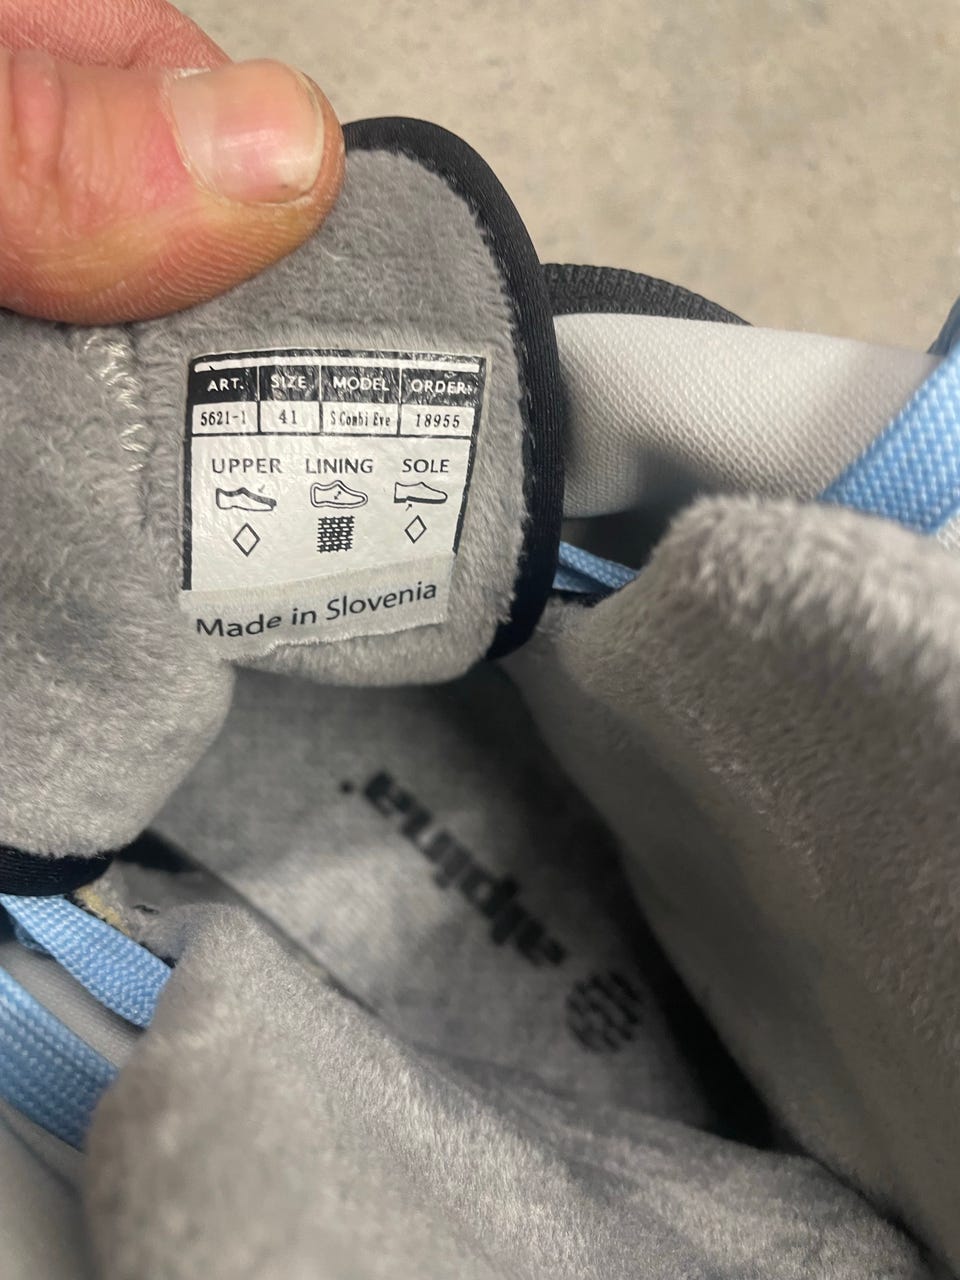 ART. SIZE MODEL ORDER:
5621-1 41 S Combi Eve 18955
UPPER LINING SOLE
Made in Slovenia
alpina